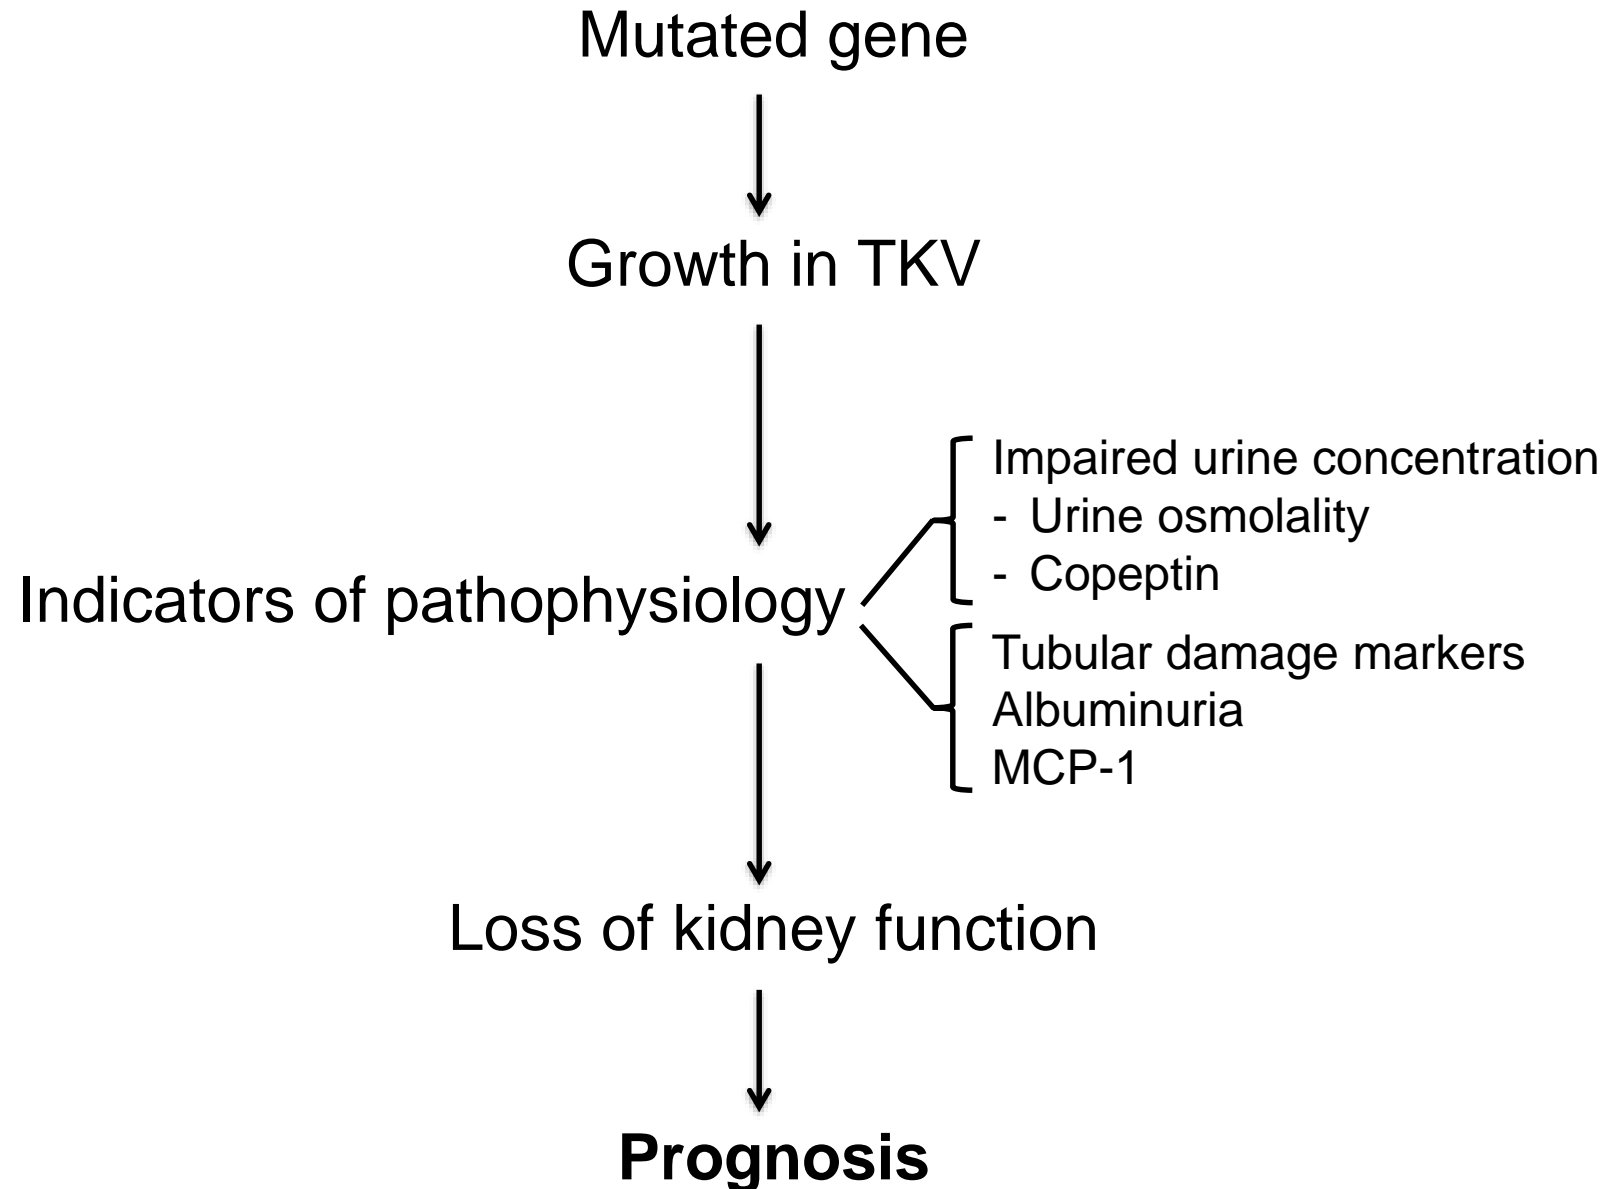 Mutated gene
Growth in TKV
Indicators of pathophysiology
Impaired urine concentration
- Urine osmolality
- Copeptin
Tubular damage markers
Albuminuria
MCP-1
Loss of kidney function
Prognosis